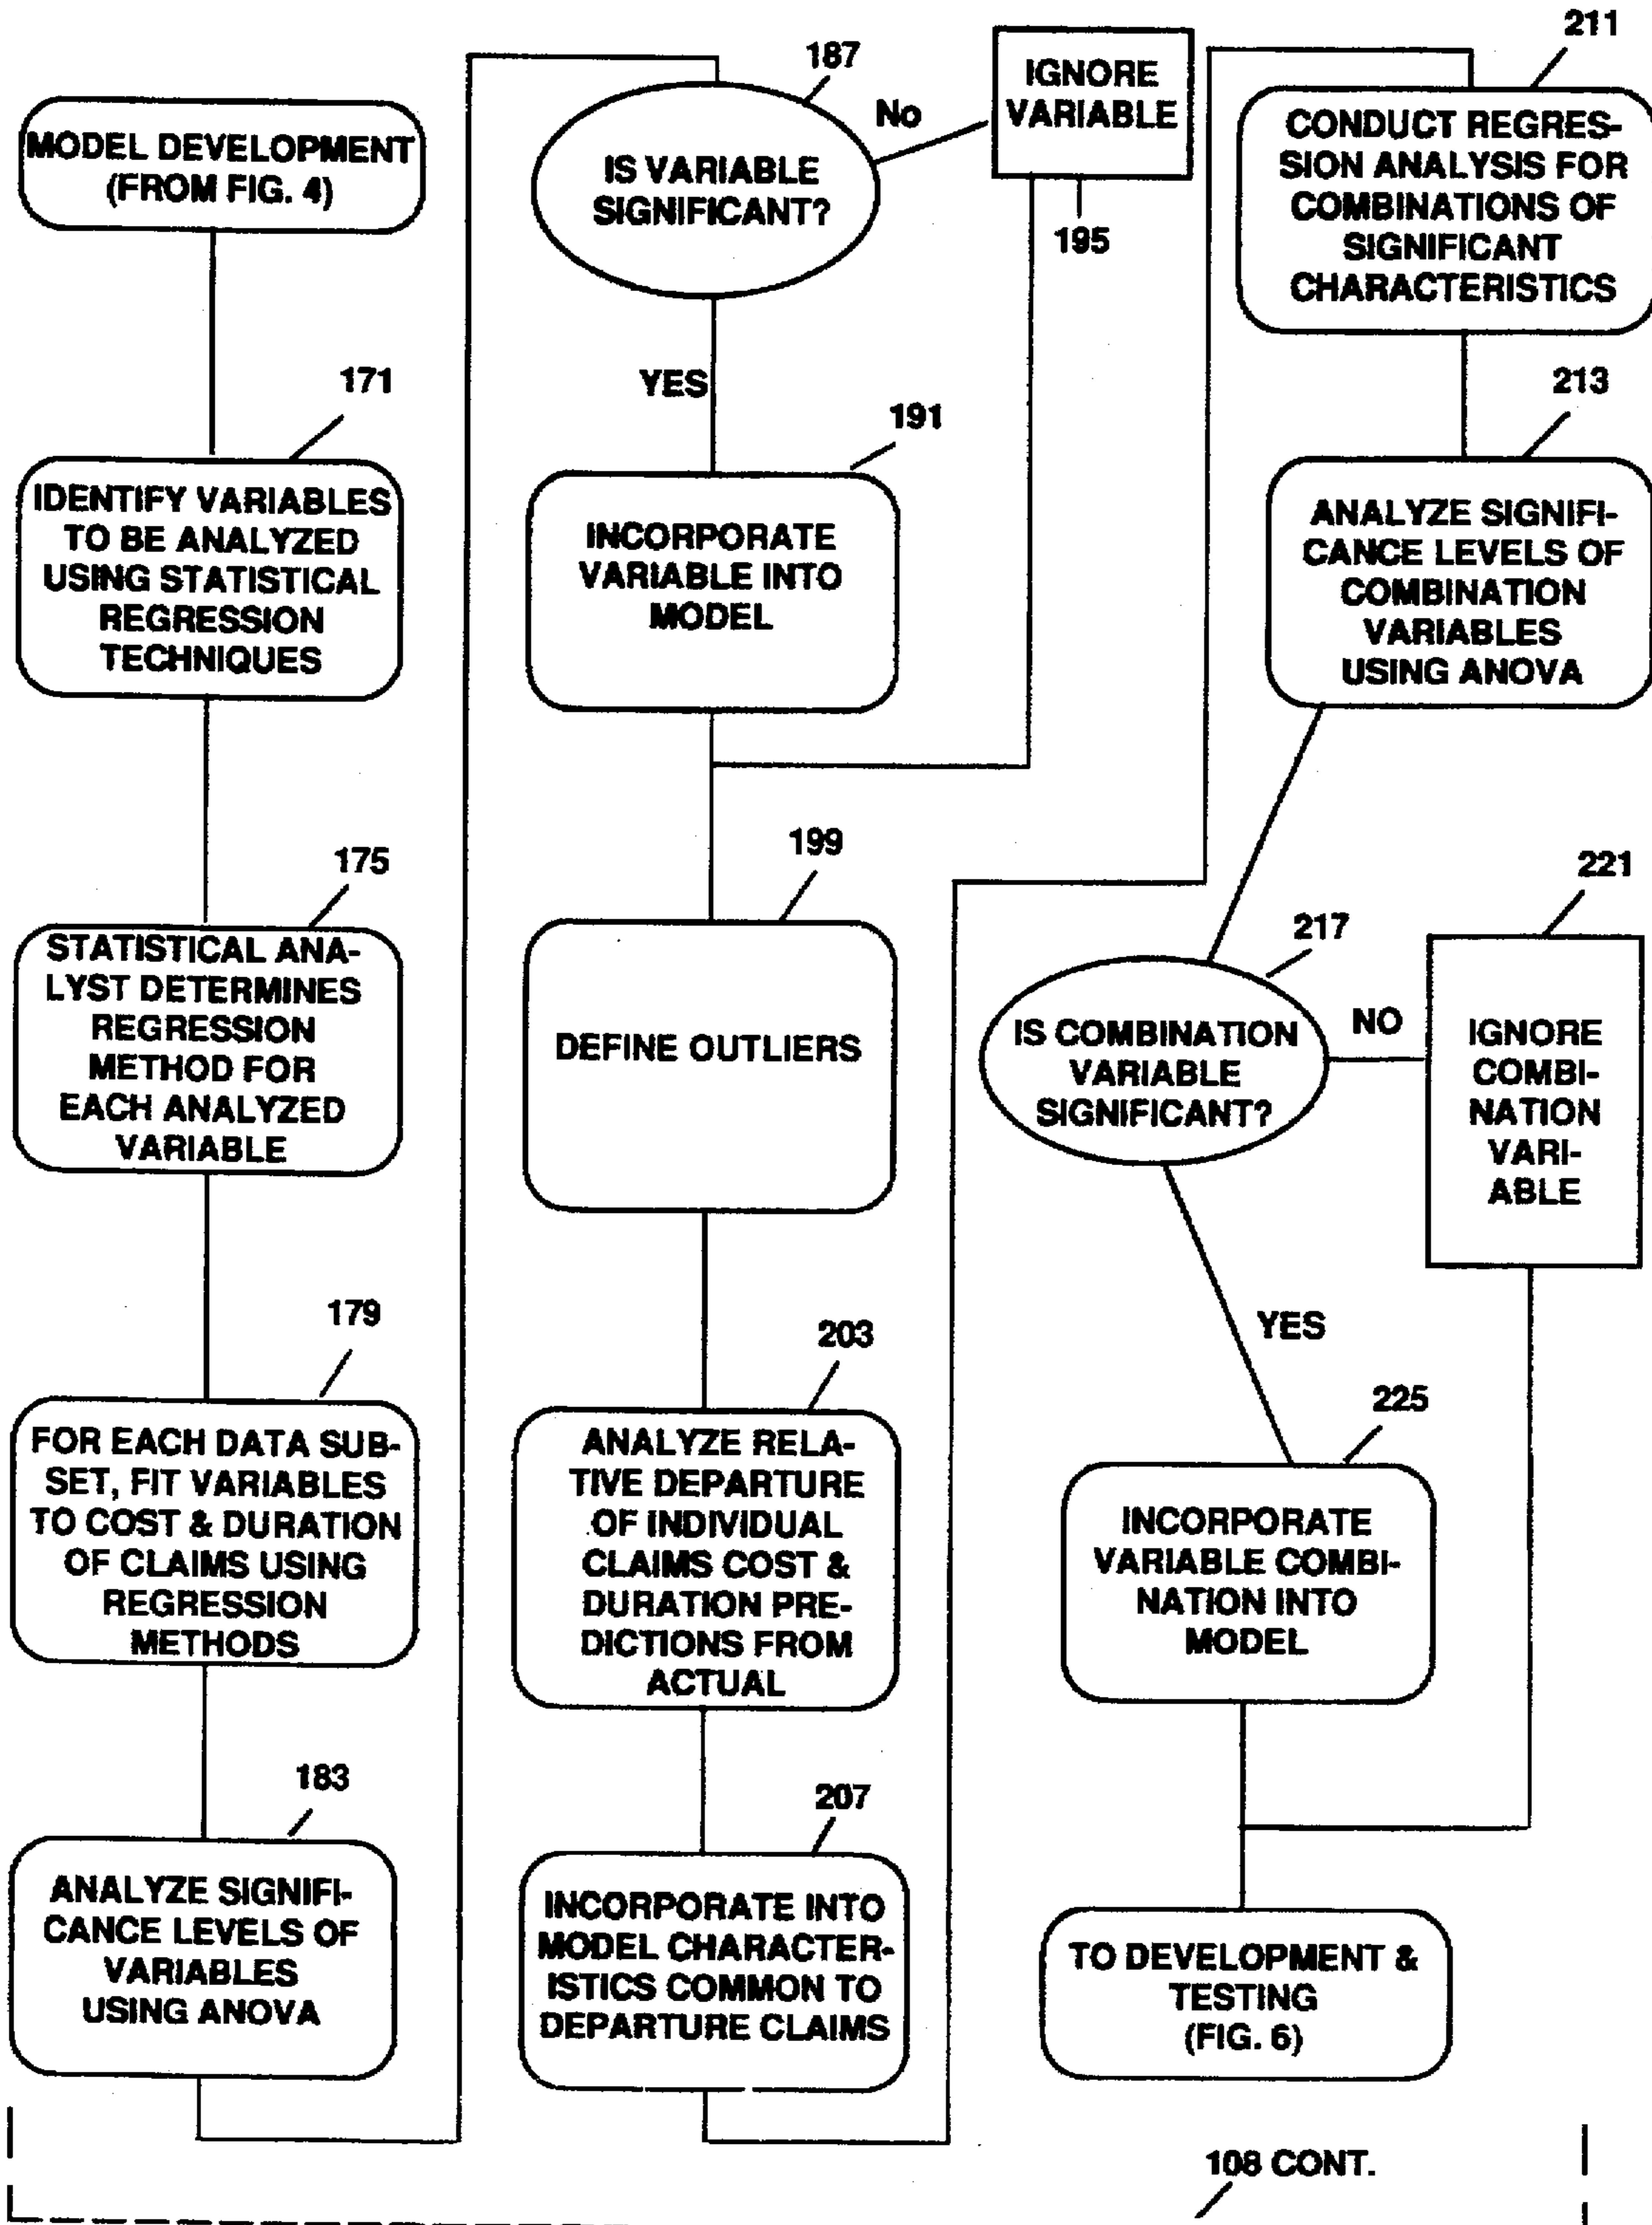 MODEL DEVELOPMENT
(FROM FIG. 4)
171
IDENTIFY VARIABLES
TO BE ANALYZED
USING STATISTICAL
REGRESSION
TECHNIQUES
175
STATISTICAL ANA-
LYST DETERMINES
REGRESSION
METHOD FOR
EACH ANALYZED
VARIABLE
179
FOR EACH DATA SUB-
SET, FIT VARIABLES
TO COST & DURATION
OF CLAIMS USING
REGRESSION
METHODS
183
ANALYZE SIGNIFI-
CANCE LEVELS OF
VARIABLES
USING ANOVA
187
IS VARIABLE
SIGNIFICANT?
No
IGNORE
VARIABLE
195
YES
191
INCORPORATE
VARIABLE INTO
MODEL
199
DEFINE OUTLIERS
203
ANALYZE RELA-
TIVE DEPARTURE
OF INDIVIDUAL
CLAIMS COST &
DURATION PRE-
DICTIONS FROM
ACTUAL
207
INCORPORATE INTO
MODEL CHARACTER-
ISTICS COMMON TO
DEPARTURE CLAIMS
211
CONDUCT REGRES-
SION ANALYSIS FOR
COMBINATIONS OF
SIGNIFICANT
CHARACTERISTICS
213
ANALYZE SIGNIFI-
CANCE LEVELS OF
COMBINATION
VARIABLES
USING ANOVA
217
IS COMBINATION
VARIABLE
SIGNIFICANT?
NO
221
IGNORE
COMBI-
NATION
VARI-
ABLE
YES
225
INCORPORATE
VARIABLE COMBI-
NATION INTO
MODEL
TO DEVELOPMENT &
TESTING
(FIG. 6)
108 CONT.